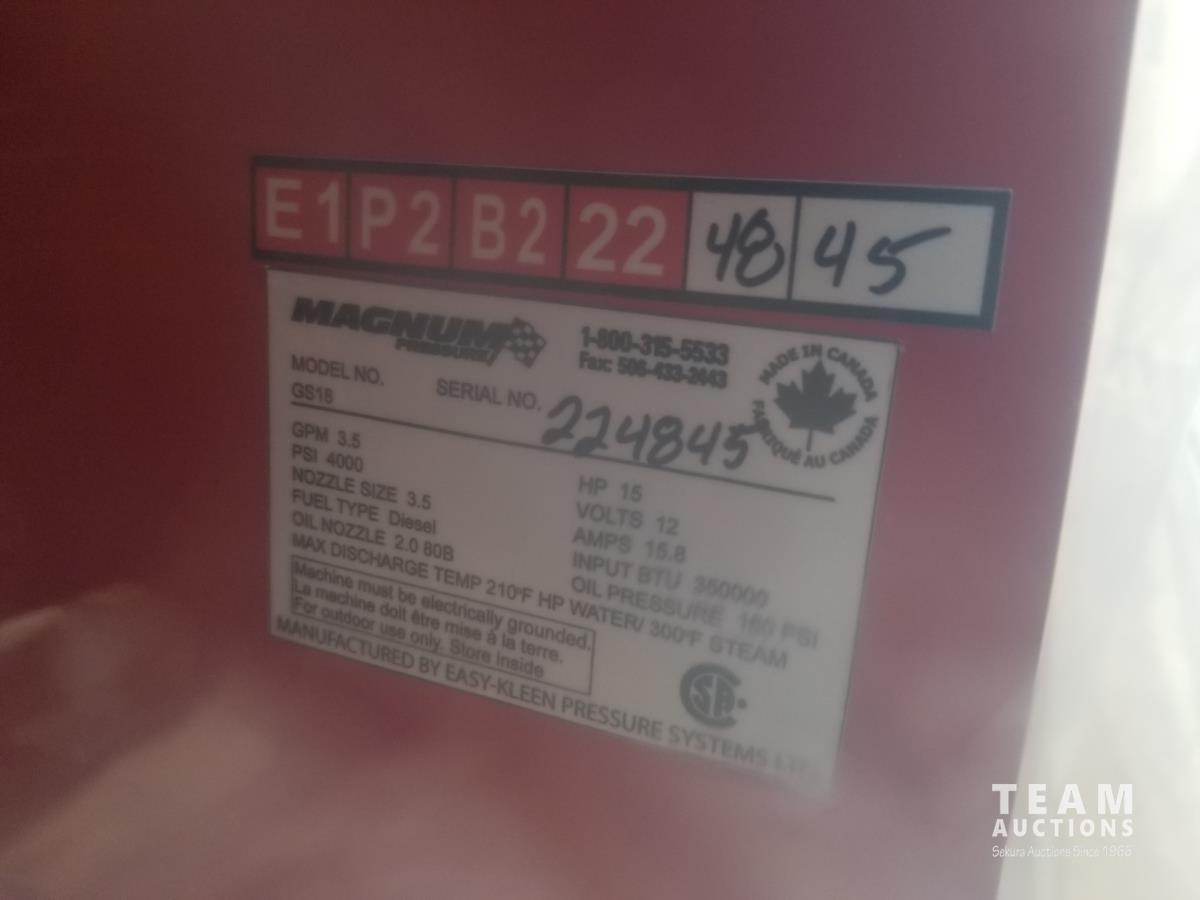 E1 P2 B2 22 48 45
MAGNUM
PRESSURE
1-800-315-5533
Fax: 506-433-2443
MADE IN CANADA
FABRIQUÉ AU CANADA
MODEL NO.
GS18
SERIAL NO. 224845
GPM 3.5
PSI 4000
NOZZLE SIZE 3.5
FUEL TYPE Diesel
OIL NOZZLE 2.0 80B
HP 15
VOLTS 12
AMPS 15.8
INPUT BTU 350000
OIL PRESSURE 160 PSI
MAX DISCHARGE TEMP 210°F HP WATER/ 300°F STEAM
Machine must be electrically grounded.
La machine doit être mise à la terre.
For outdoor use only. Store inside
MANUFACTURED BY EASY-KLEEN PRESSURE SYSTEMS LTD.
TEAM
AUCTIONS
Sekura Auctions Since 1966